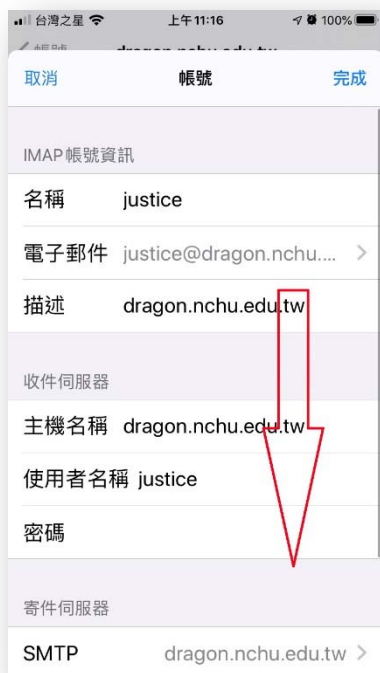 台灣之星 上午11:16 100%
取消 帳號 完成
IMAP帳號資訊
名稱 justice
電子郵件 justice@dragon.nchu....
描述 dragon.nchu.edu.tw
收件伺服器
主機名稱 dragon.nchu.edu.tw
使用者名稱 justice
密碼
寄件伺服器
SMTP dragon.nchu.edu.tw